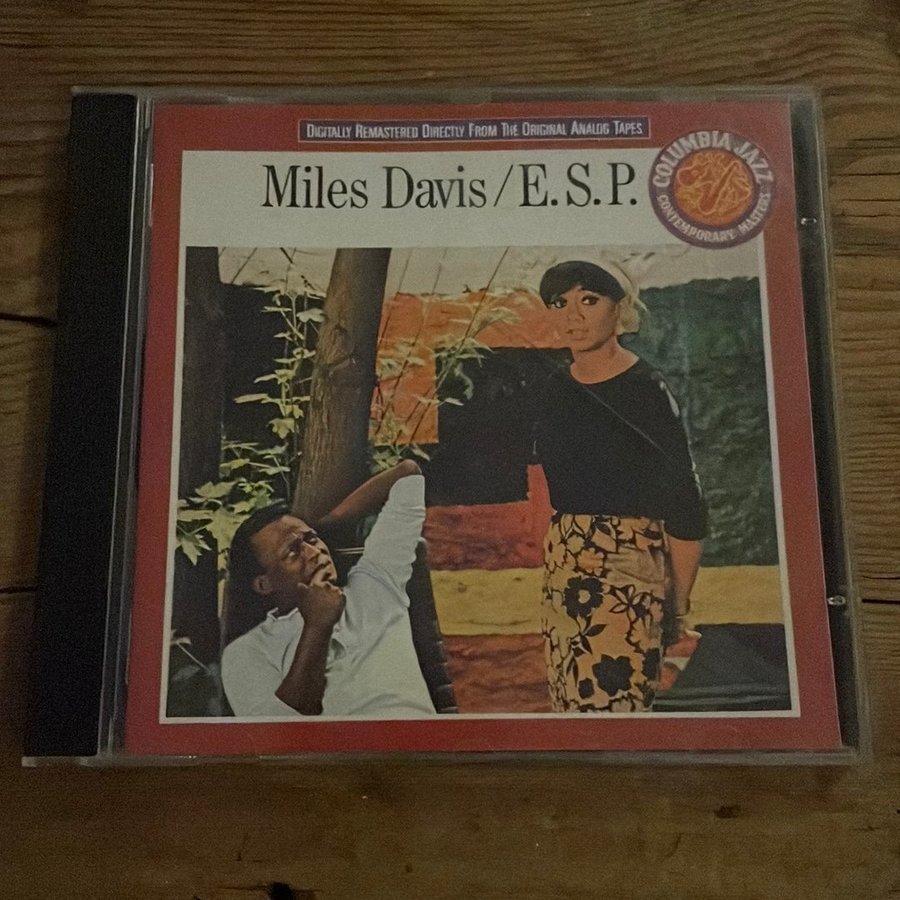 DIGITALLY REMASTERED DIRECTLY FROM THE ORIGINAL ANALOG TAPES
Miles Davis/E.S.P.
COLUMBIA JAZZ
CONTEMPORARY MASTERS